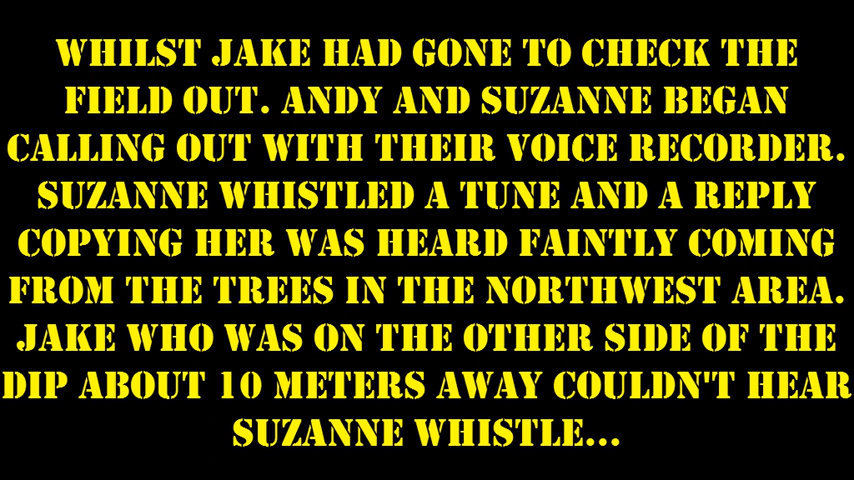 WHILST JAKE HAD GONE TO CHECK THE
FIELD OUT. ANDY AND SUZANNE BEGAN
CALLING OUT WITH THEIR VOICE RECORDER.
SUZANNE WHISTLED A TUNE AND A REPLY
COPYING HER WAS HEARD FAINTLY COMING
FROM THE TREES IN THE NORTHWEST AREA.
JAKE WHO WAS ON THE OTHER SIDE OF THE
DIP ABOUT 10 METERS AWAY COULDN'T HEAR
SUZANNE WHISTLE...